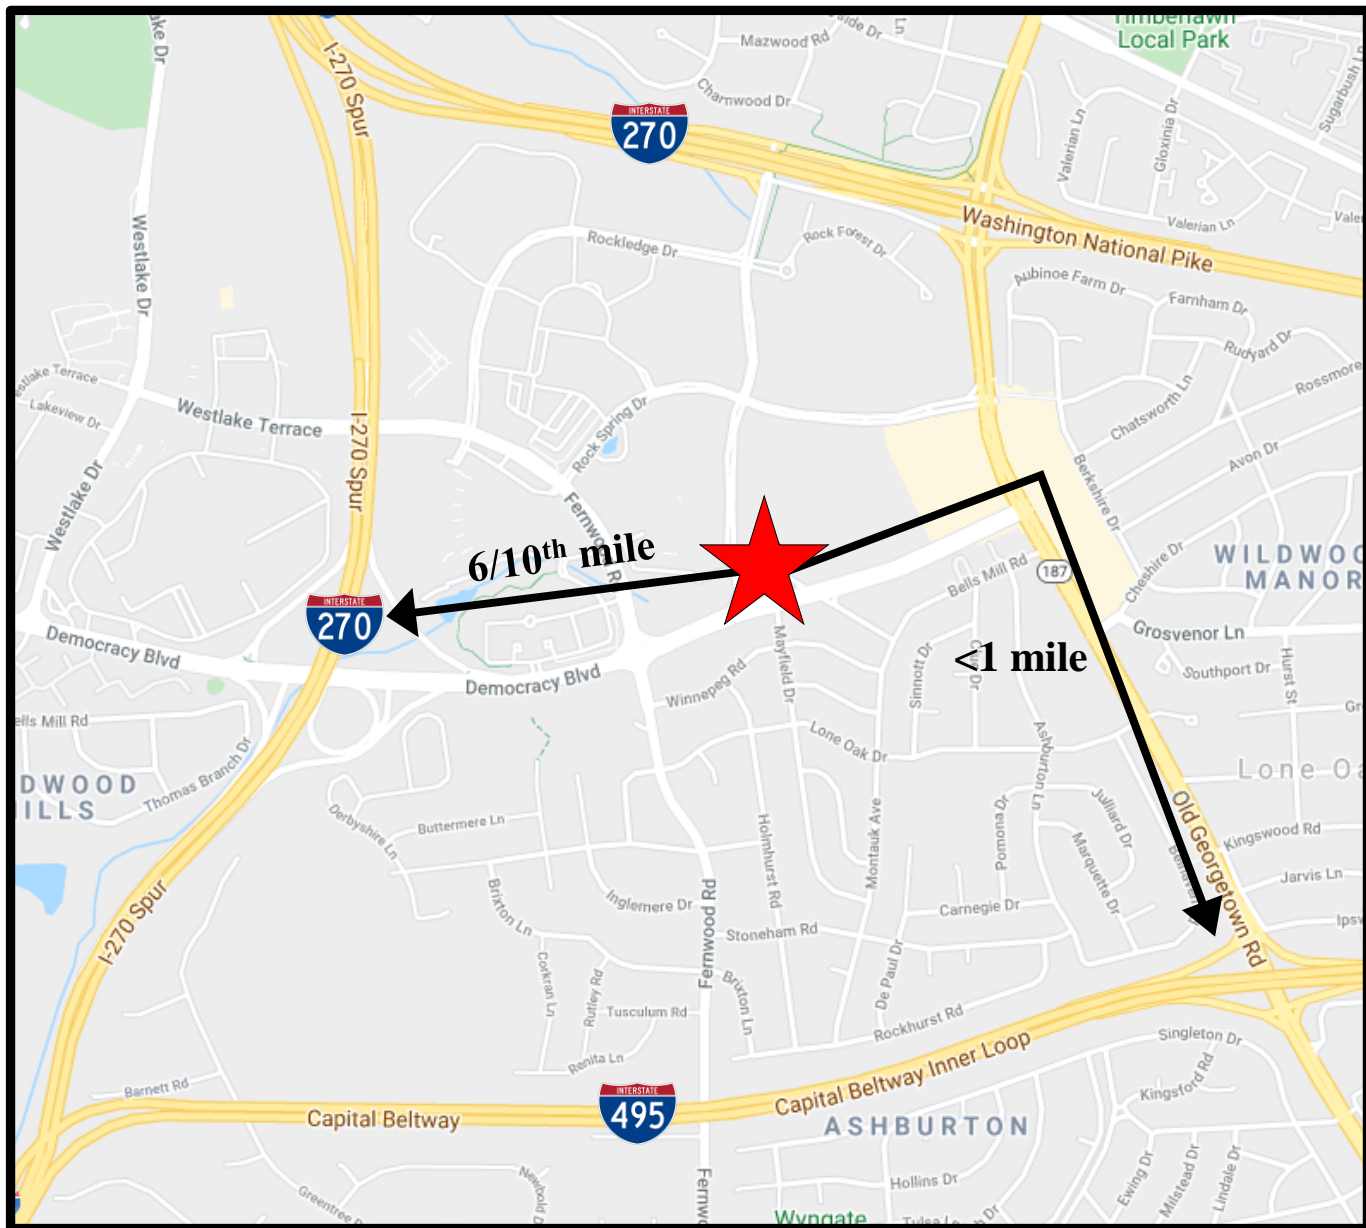 Timberlawn
Local Park
Mazwood Rd
Charnwood Dr
I-270 Spur
INTERSTATE
270
Valerian Ln
Gloxinia Dr
Sugarbush Ln
Valerian Ln
Washington National Pike
Westlake Dr
Rockledge Dr
Rock Forest Dr
Aubinoe Farm Dr
Farnham Dr
Rudyard Dr
Rossmore
Chatsworth Ln
Avon Dr
Berkshire Dr
Cheshire Dr
Lakeview Dr
Westlake Terrace
I-270 Spur
Rock Spring Dr
Westlake Dr
6/10th mile
INTERSTATE
270
Bells Mill Rd
187
WILDWOO
MANOR
Grosvenor Ln
Southport Dr
Hurst St
<1 mile
Democracy Blvd
Democracy Blvd
Winnepeg Rd
Mayfield Dr
Sinnott Dr
Lone Oak Dr
Ashburton Ln
Lone Oa
ells Mill Rd
Thomas Branch Dr
DWOOD
ILLS
Derbyshire Ln
Buttermere Ln
Holmhurst Rd
Montauk Ave
Pomona Dr
Julliard Dr
Marquette Dr
Old Georgetown Rd
Kingswood Rd
Jarvis Ln
Ips
I-270 Spur
Brixton Ln
Inglemere Dr
Fernwood Rd
Stoneham Rd
Carnegie Dr
Corkran Ln
Rutley Rd
Tusculum Rd
Renita Ln
Brixton Ln
De Paul Dr
Rockhurst Rd
Singleton Dr
Kingsford Rd
Barnett Rd
Capital Beltway
INTERSTATE
495
Capital Beltway Inner Loop
ASHBURTON
Greentree
Newbold D
Fernwo
Hollins Dr
Ewing Dr
Milstead Dr
Lindale Dr
Wyngate